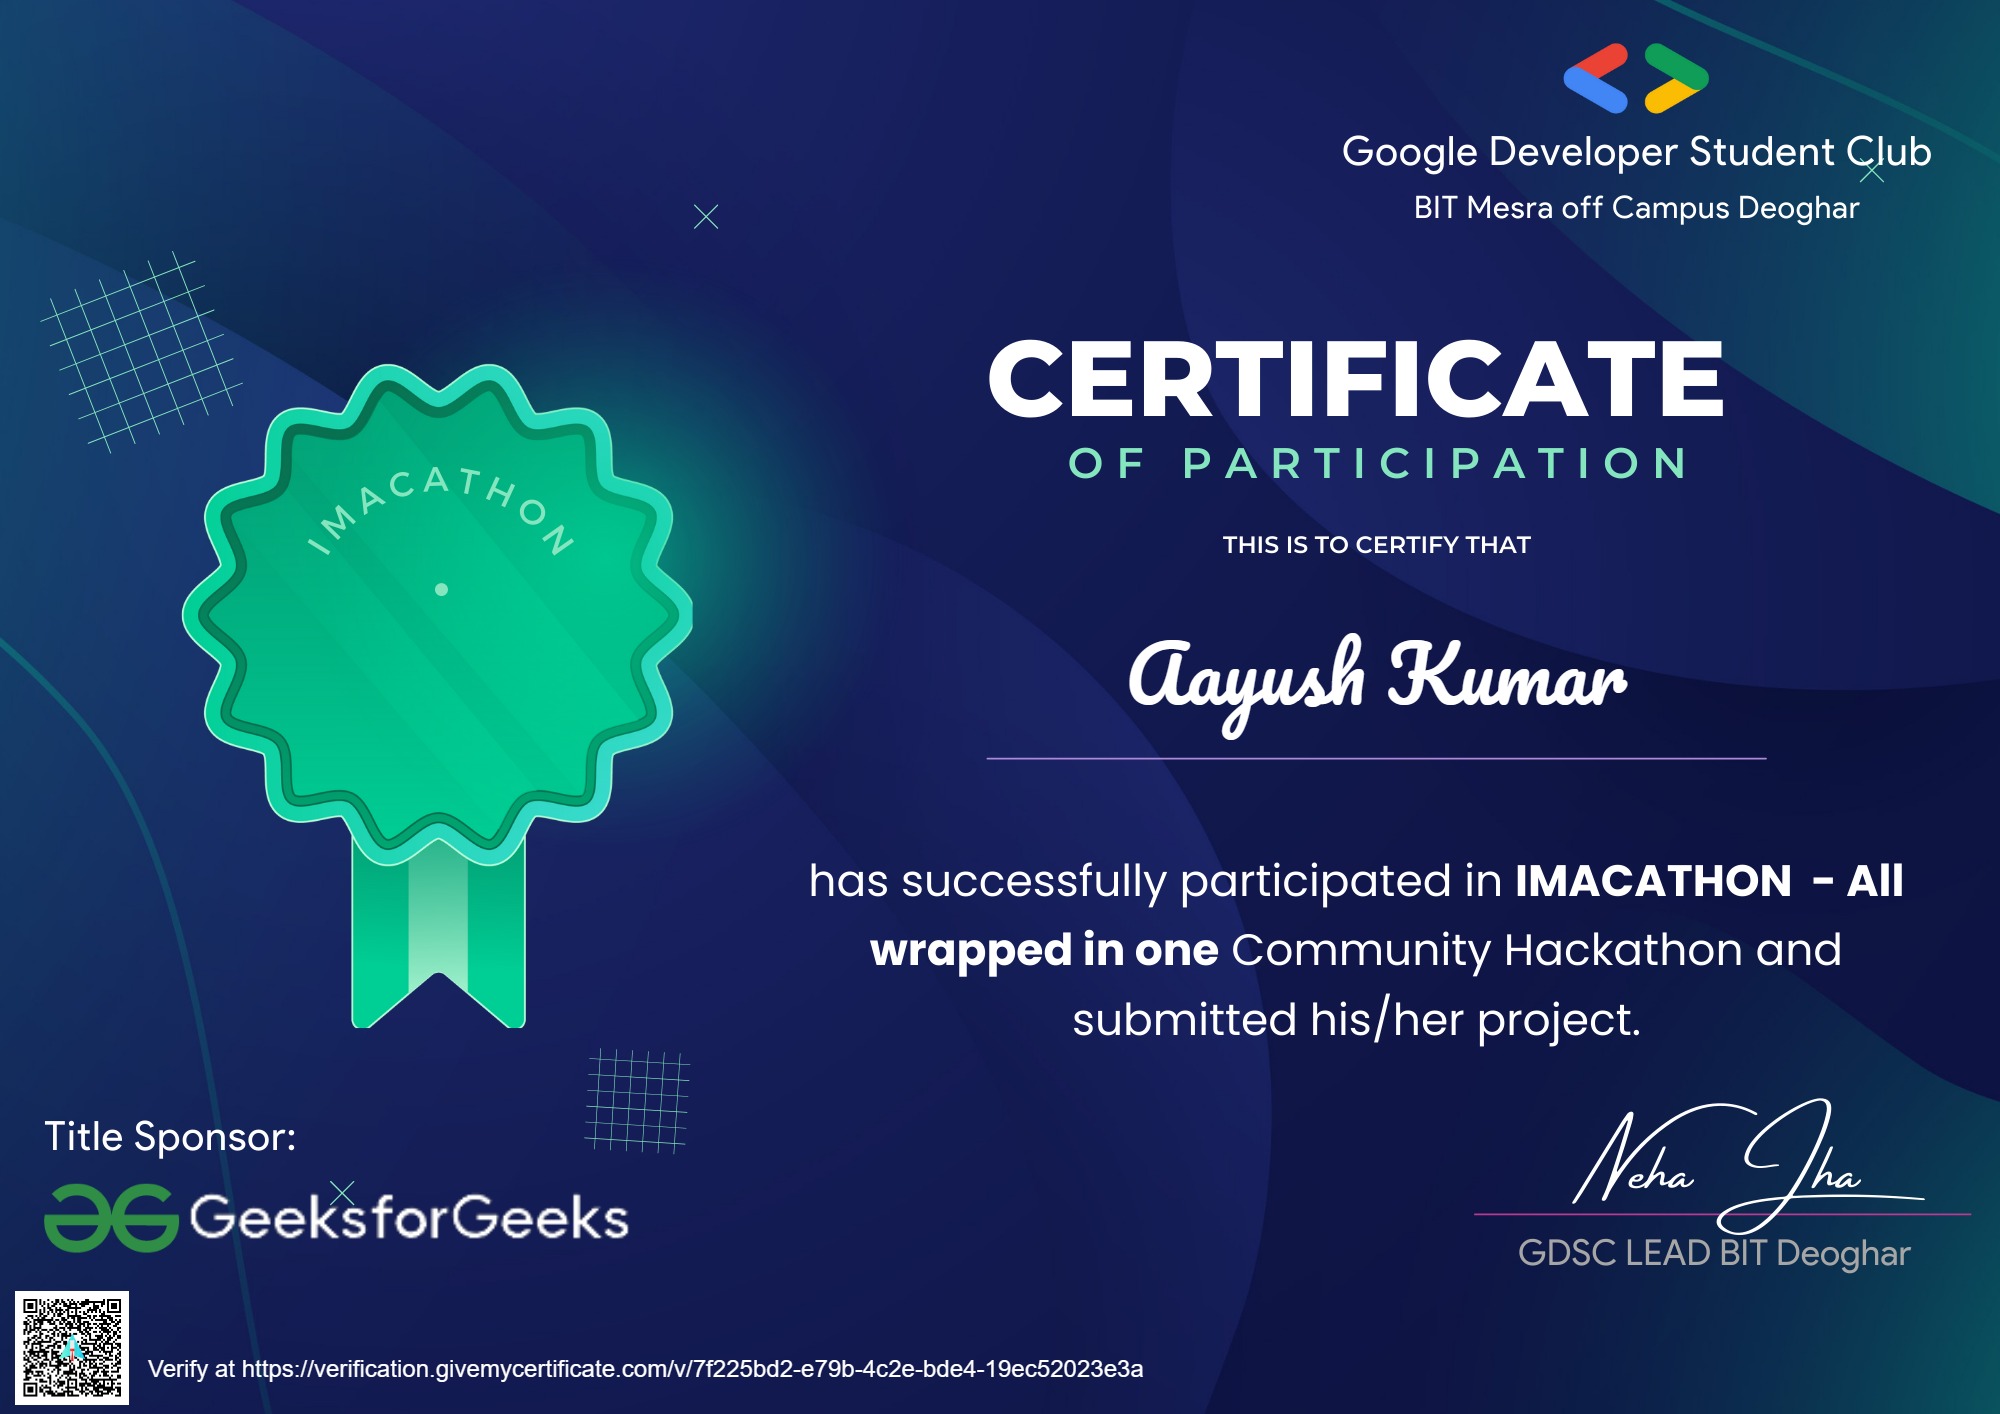 Google Developer Student Club
BIT Mesra off Campus Deoghar
IMACATHON
CERTIFICATE
OF PARTICIPATION
THIS IS TO CERTIFY THAT
Aayush Kumar
has successfully participated in IMACATHON - All
wrapped in one Community Hackathon and
submitted his/her project.
Title Sponsor:
GeeksforGeeks
Neha Jha
GDSC LEAD BIT Deoghar
Verify at https://verification.givemycertificate.com/v/7f225bd2-e79b-4c2e-bde4-19ec52023e3a